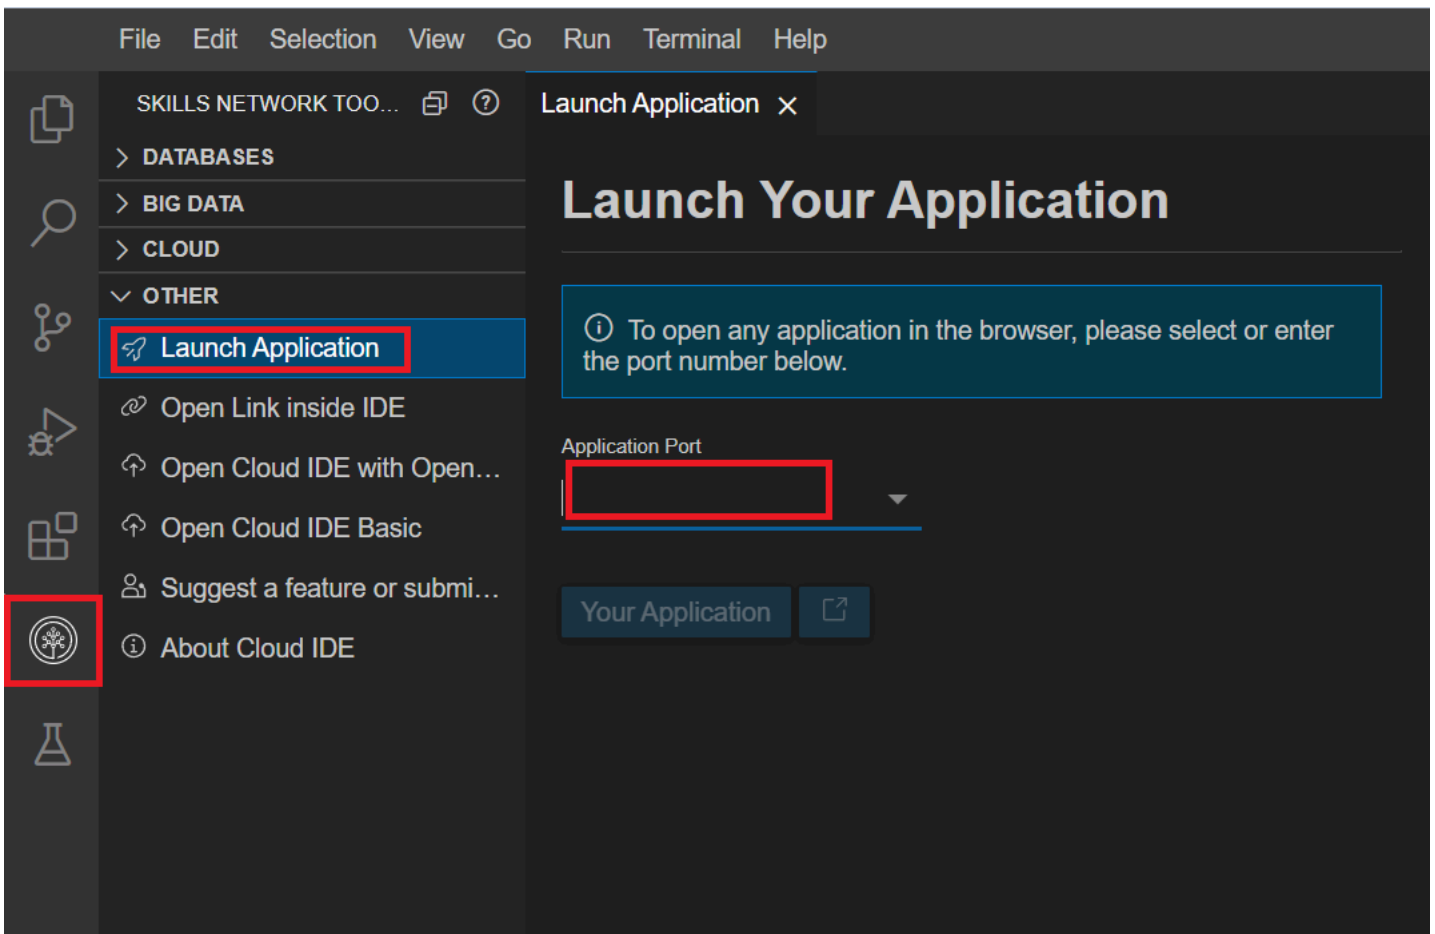 File Edit Selection View Go Run Terminal Help
SKILLS NETWORK TOO...
Launch Application
DATABASES
BIG DATA
CLOUD
OTHER
Launch Application
Open Link inside IDE
Open Cloud IDE with Open...
Open Cloud IDE Basic
Suggest a feature or submi...
About Cloud IDE
Launch Your Application
To open any application in the browser, please select or enter
the port number below.
Application Port
Your Application